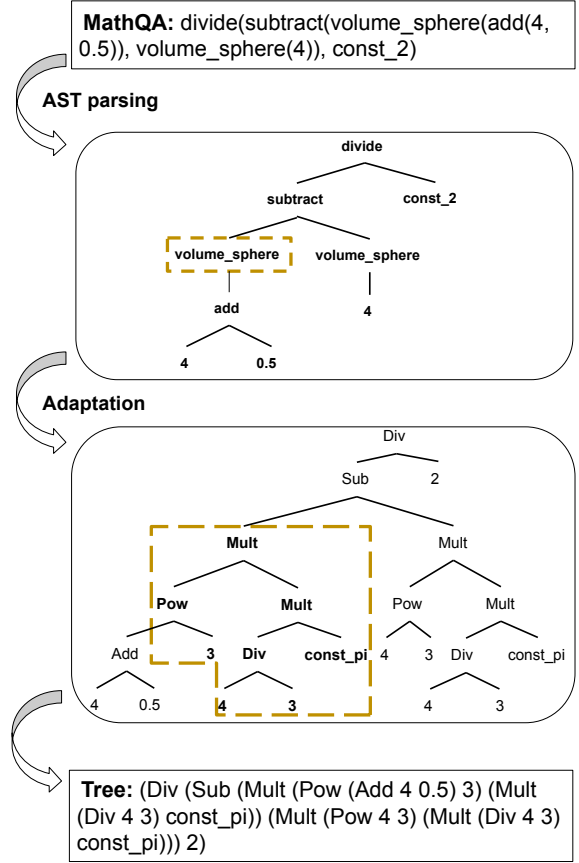 MathQA: divide(subtract(volume_sphere(add(4,
0.5)), volume_sphere(4)), const_2)
AST parsing
divide
subtract const_2
volume_sphere volume_sphere
add 4
4 0.5
Adaptation
Div
Sub 2
Mult Mult
Pow Mult Pow Mult
Add 3 Div const_pi 4 3 Div const_pi
4 0.5 4 3 4 3
Tree: (Div (Sub (Mult (Pow (Add 4 0.5) 3) (Mult
(Div 4 3) const_pi)) (Mult (Pow 4 3) (Mult (Div 4 3)
const_pi))) 2)